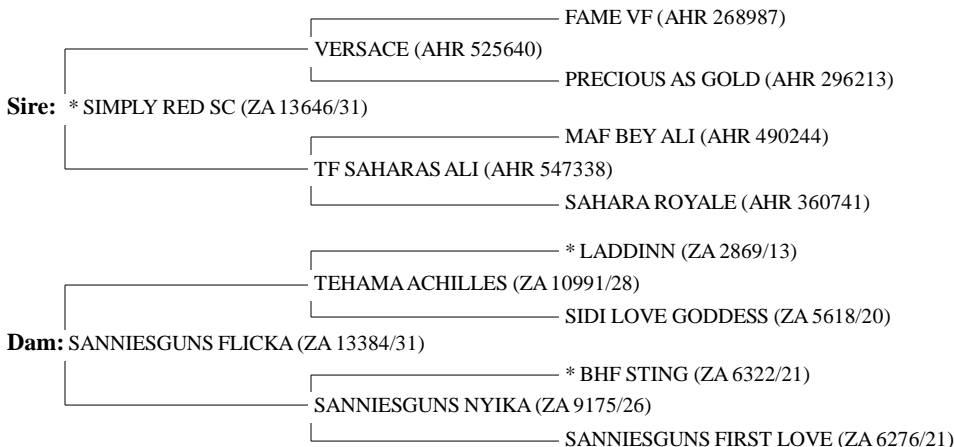 FAME VF (AHR 268987)
VERSACE (AHR 525640)
PRECIOUS AS GOLD (AHR 296213)
Sire: * SIMPLY RED SC (ZA 13646/31)
MAF BEY ALI (AHR 490244)
TF SAHARAS ALI (AHR 547338)
SAHARA ROYALE (AHR 360741)
* LADDINN (ZA 2869/13)
TEHAMA ACHILLES (ZA 10991/28)
SIDI LOVE GODDESS (ZA 5618/20)
Dam: SANNIESGUNS FLICKA (ZA 13384/31)
* BHF STING (ZA 6322/21)
SANNIESGUNS NYIKA (ZA 9175/26)
SANNIESGUNS FIRST LOVE (ZA 6276/21)